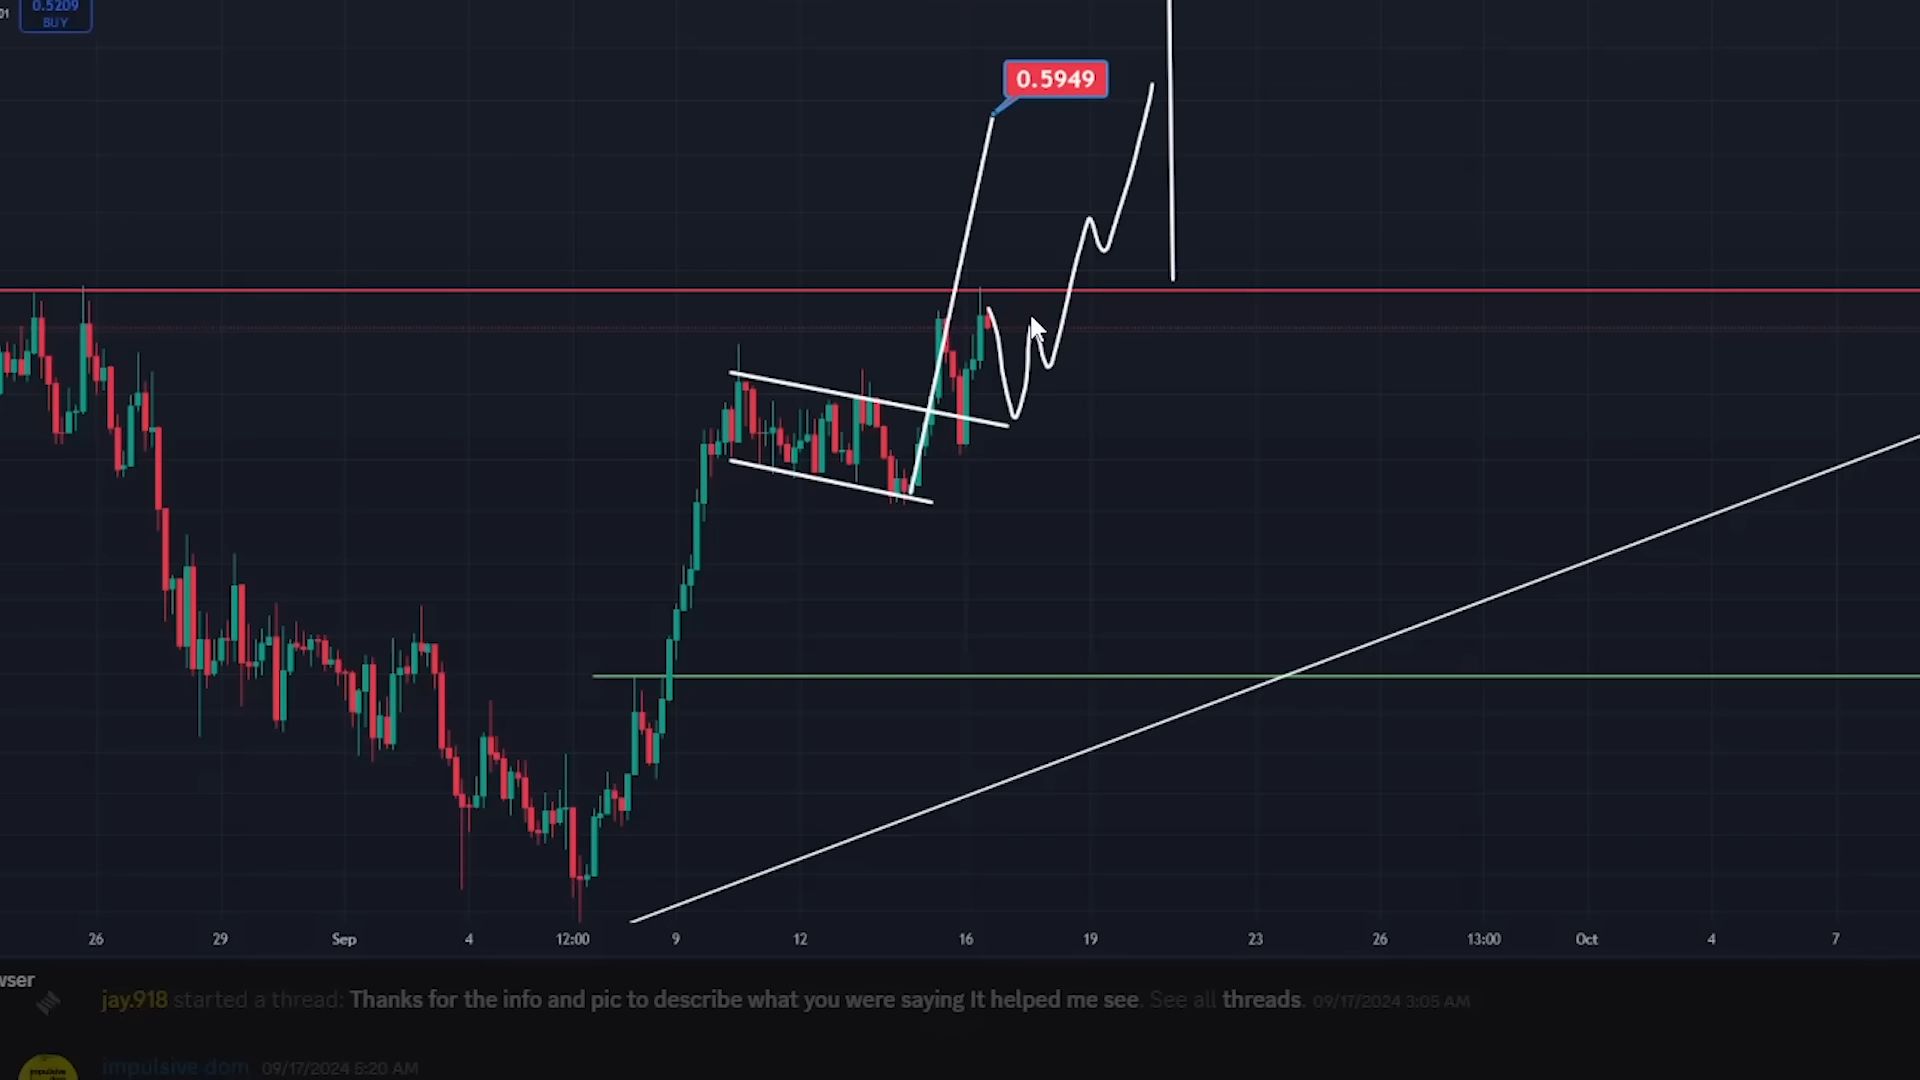 01
0.5209
BUY
0.5949
26 29 Sep 4 12:00 9 12 16 19 23 26 13:00 Oct 4 7
wser
jay.918 started a thread: Thanks for the info and pic to describe what you were saying It helped me see. See all threads. 09/17/2024 3:05 AM
impulsive dom 09/17/2024 5:20 AM